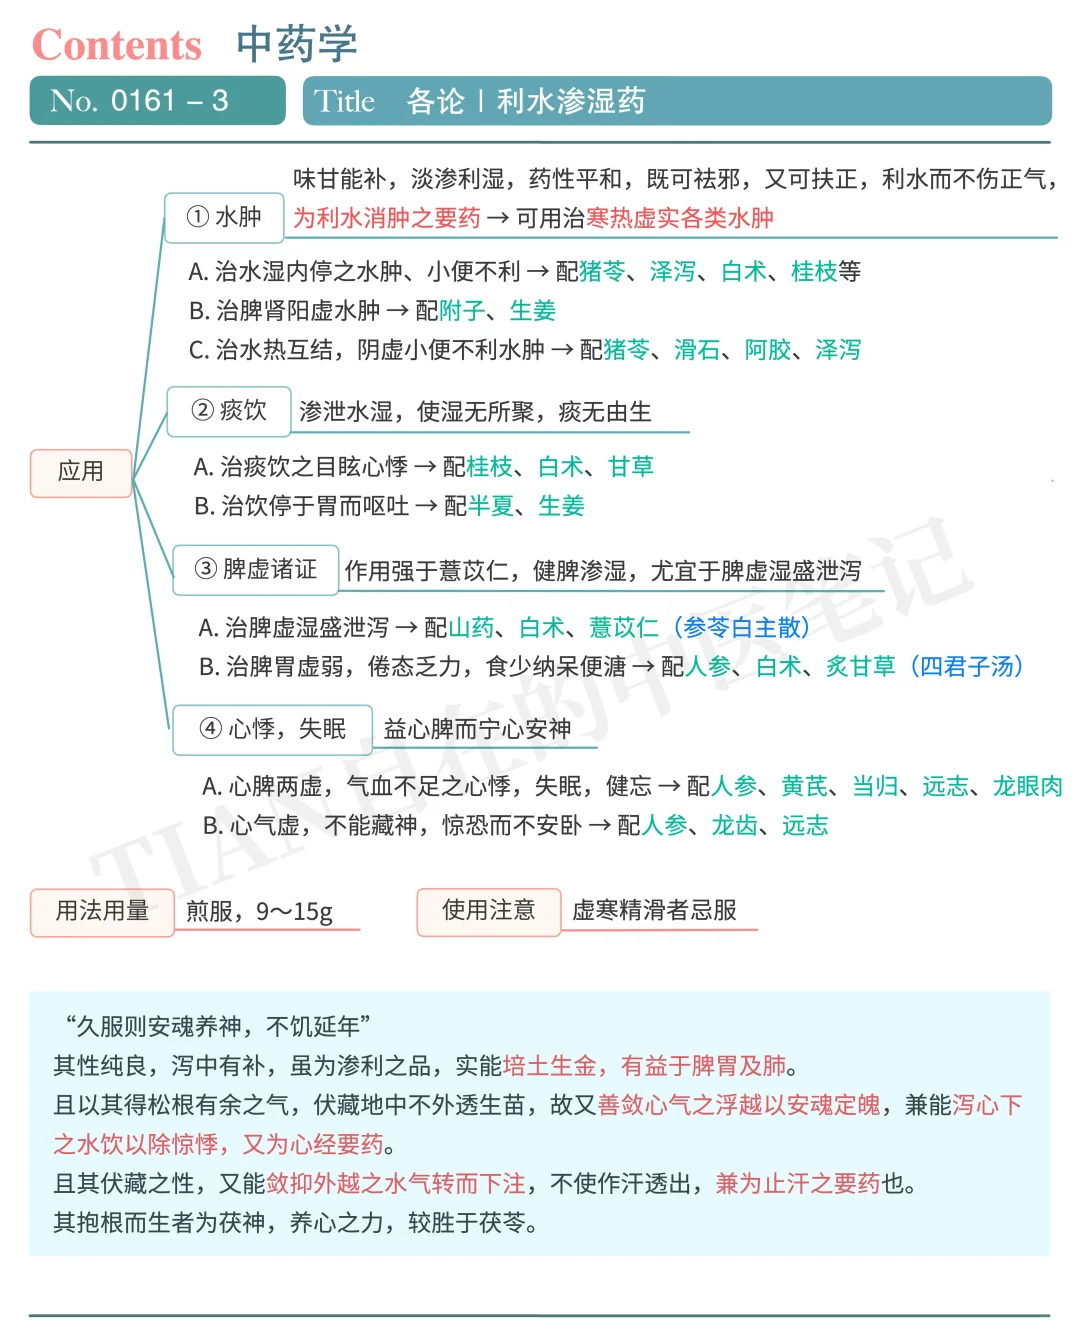 Contents 中药学
No. 0161 – 3
Title 各论 | 利水渗湿药
味甘能补，淡渗利湿，药性平和，既可祛邪，又可扶正，利水而不伤正气，
① 水肿
为利水消肿之要药 → 可用治寒热虚实各类水肿
A. 治水湿内停之水肿、小便不利 → 配猪苓、泽泻、白术、桂枝等
B. 治脾肾阳虚水肿 → 配附子、生姜
C. 治水热互结，阴虚小便不利水肿 → 配猪苓、滑石、阿胶、泽泻
② 痰饮 渗泄水湿，使湿无所聚，痰无由生
应用
A. 治痰饮之目眩心悸 → 配桂枝、白术、甘草
B. 治饮停于胃而呕吐 → 配半夏、生姜
③ 脾虚诸证 作用强于薏苡仁，健脾渗湿，尤宜于脾虚湿盛泄泻
A. 治脾虚湿盛泄泻 → 配山药、白术、薏苡仁（参苓白主散）
B. 治脾胃虚弱，倦态乏力，食少纳呆便溏 → 配人参、白术、炙甘草（四君子汤）
④ 心悸，失眠 益心脾而宁心安神
A. 心脾两虚，气血不足之心悸，失眠，健忘 → 配人参、黄芪、当归、远志、龙眼肉
B. 心气虚，不能藏神，惊恐而不安卧 → 配人参、龙齿、远志
用法用量 煎服，9～15g
使用注意 虚寒精滑者忌服
“久服则安魂养神，不饥延年”
其性纯良，泻中有补，虽为渗利之品，实能培土生金，有益于脾胃及肺。
且以其得松根有余之气，伏藏地中不外透生苗，故又善敛心气之浮越以安魂定魄，兼能泻心下
之水饮以除惊悸，又为心经要药。
且其伏藏之性，又能敛抑外越之水气转而下注，不使作汗透出，兼为止汗之要药也。
其抱根而生者为茯神，养心之力，较胜于茯苓。
TIAN自在的中医笔记